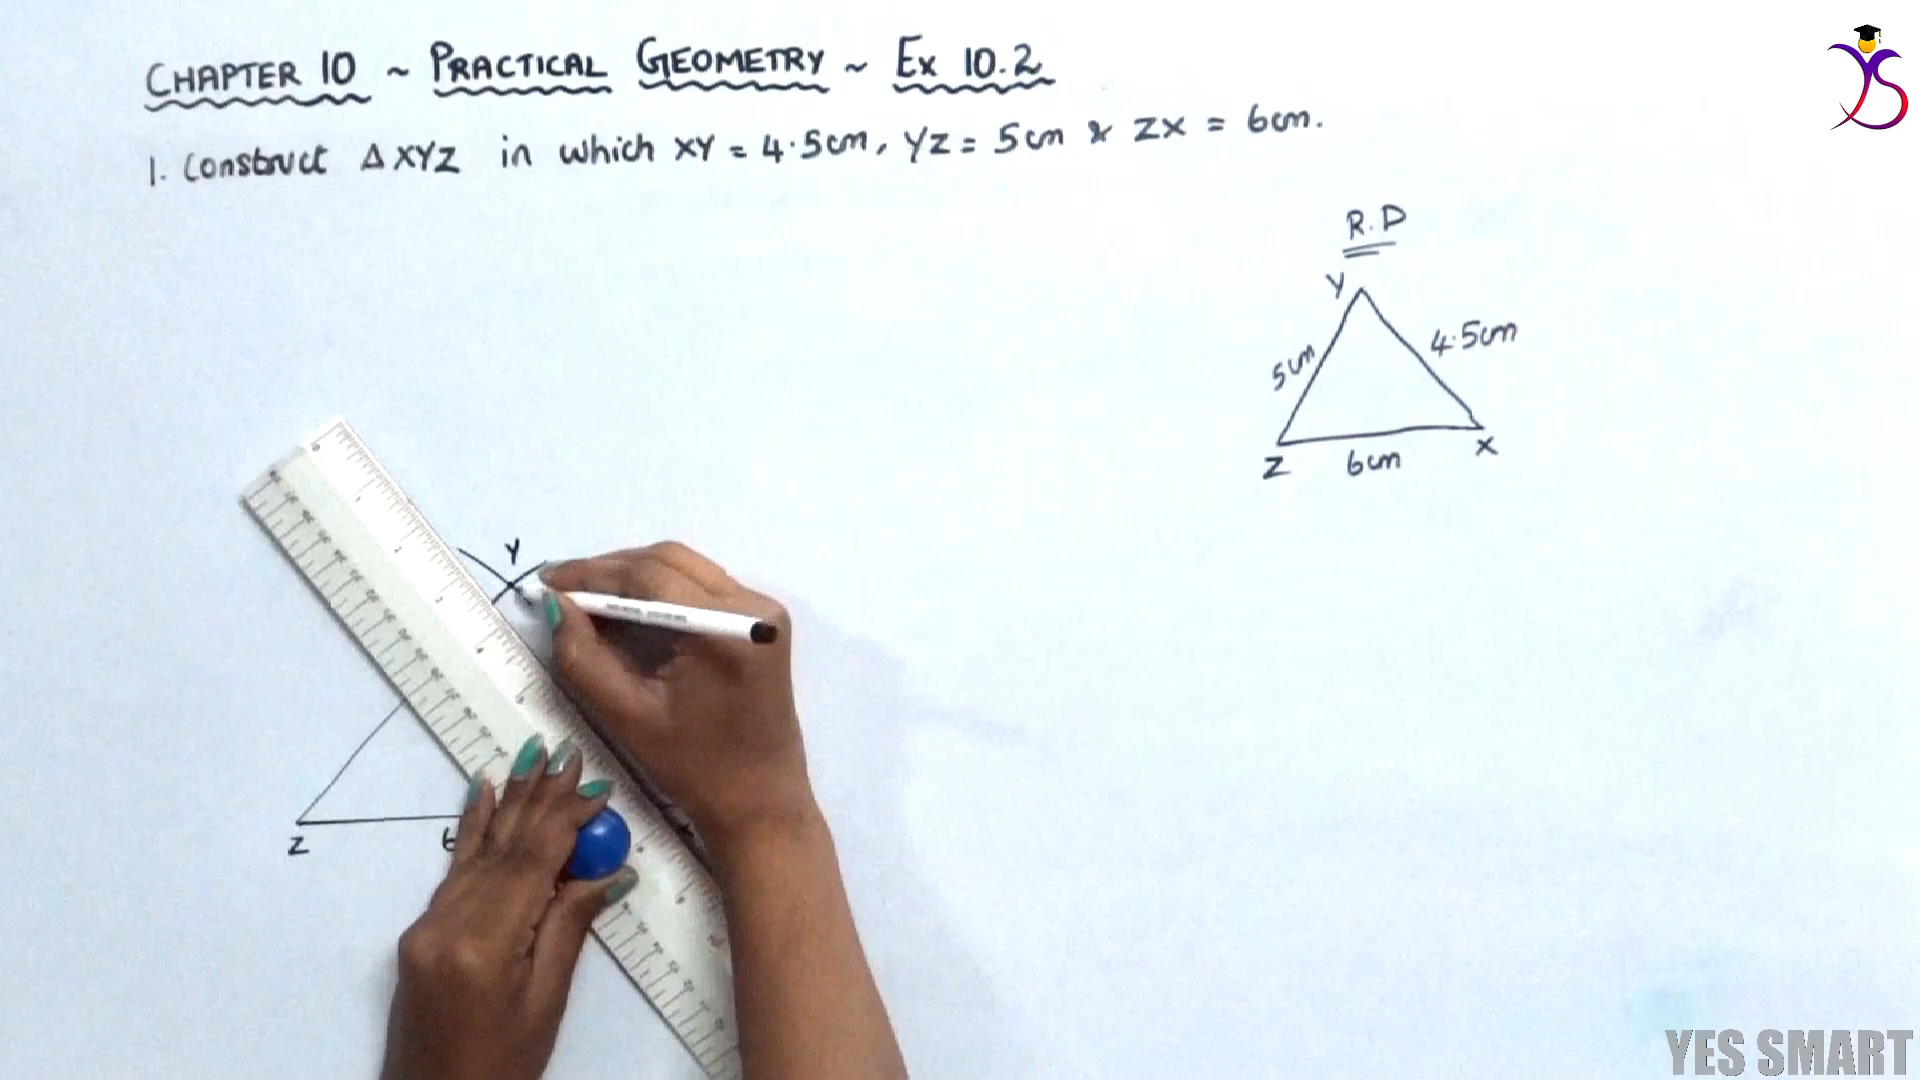 CHAPTER 10 ~ PRACTICAL GEOMETRY ~ Ex 10.2
1. Construct Δ XYZ in which XY = 4.5cm, YZ = 5cm & ZX = 6cm.
R.D
Y
5cm
4.5cm
Z
6cm
X
Y
Z
YES SMART